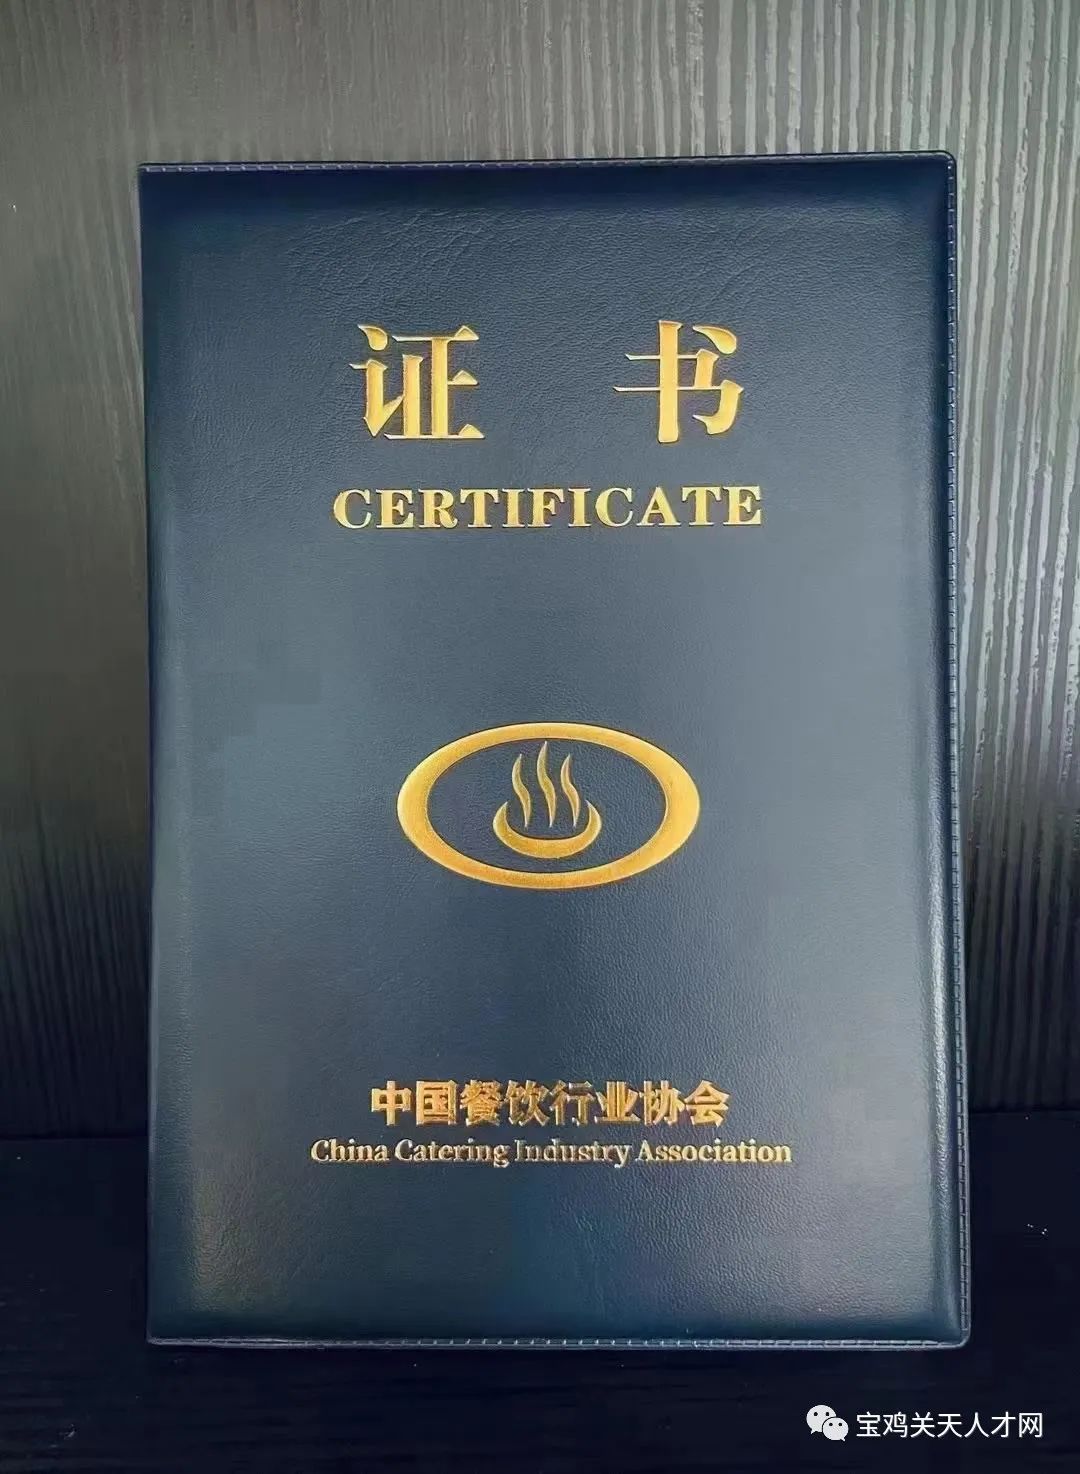 证书
CERTIFICATE
中国餐饮行业协会
China Catering Industry Association
宝鸡关天人才网